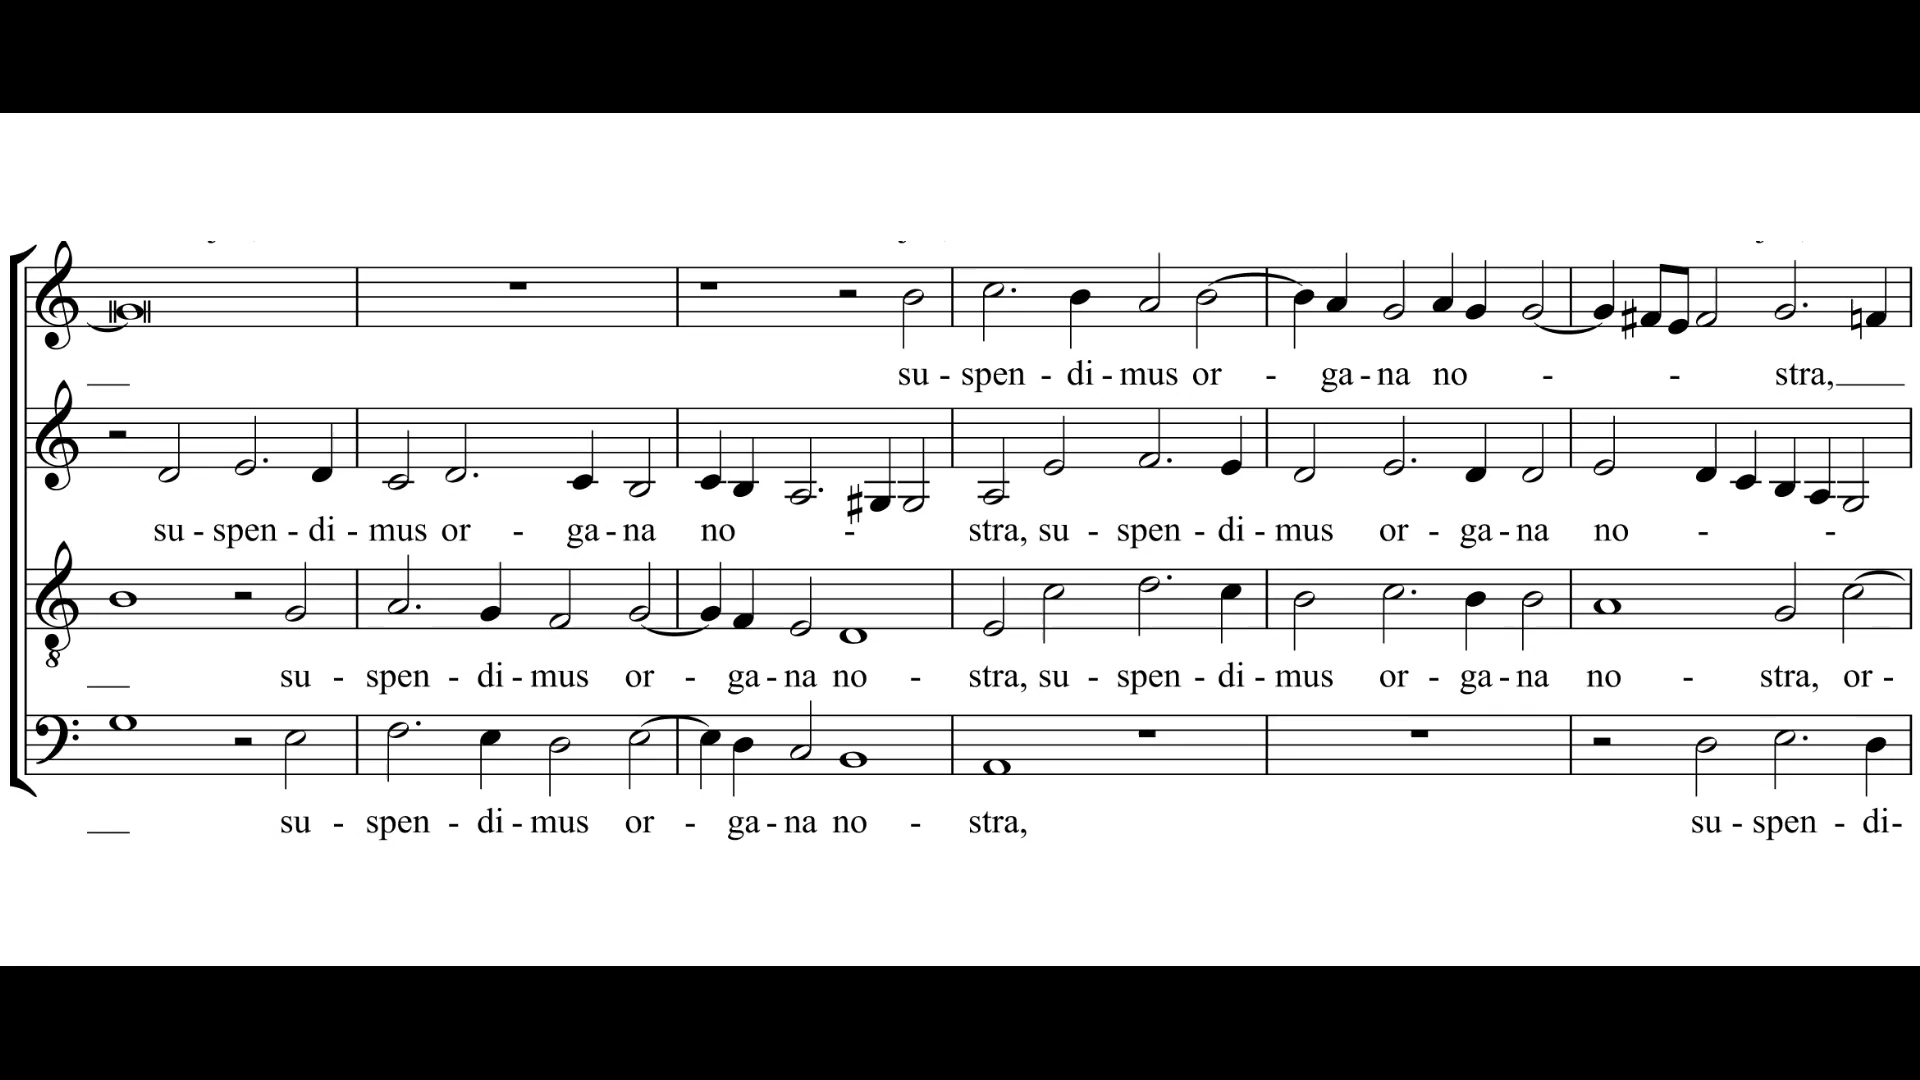 su - spen - di - mus or - ga - na no - - stra,
su - spen - di - mus or - ga - na no - stra, su - spen - di - mus or - ga - na no - -
8
su - spen - di - mus or - ga - na no - stra, su - spen - di - mus or - ga - na no - stra, or -
su - spen - di - mus or - ga - na no - stra, su - spen - di-